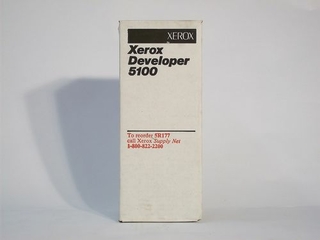 XEROX
Xerox
Developer
5100
To reorder 5R177
call Xerox Supply Net
1-800-822-2200